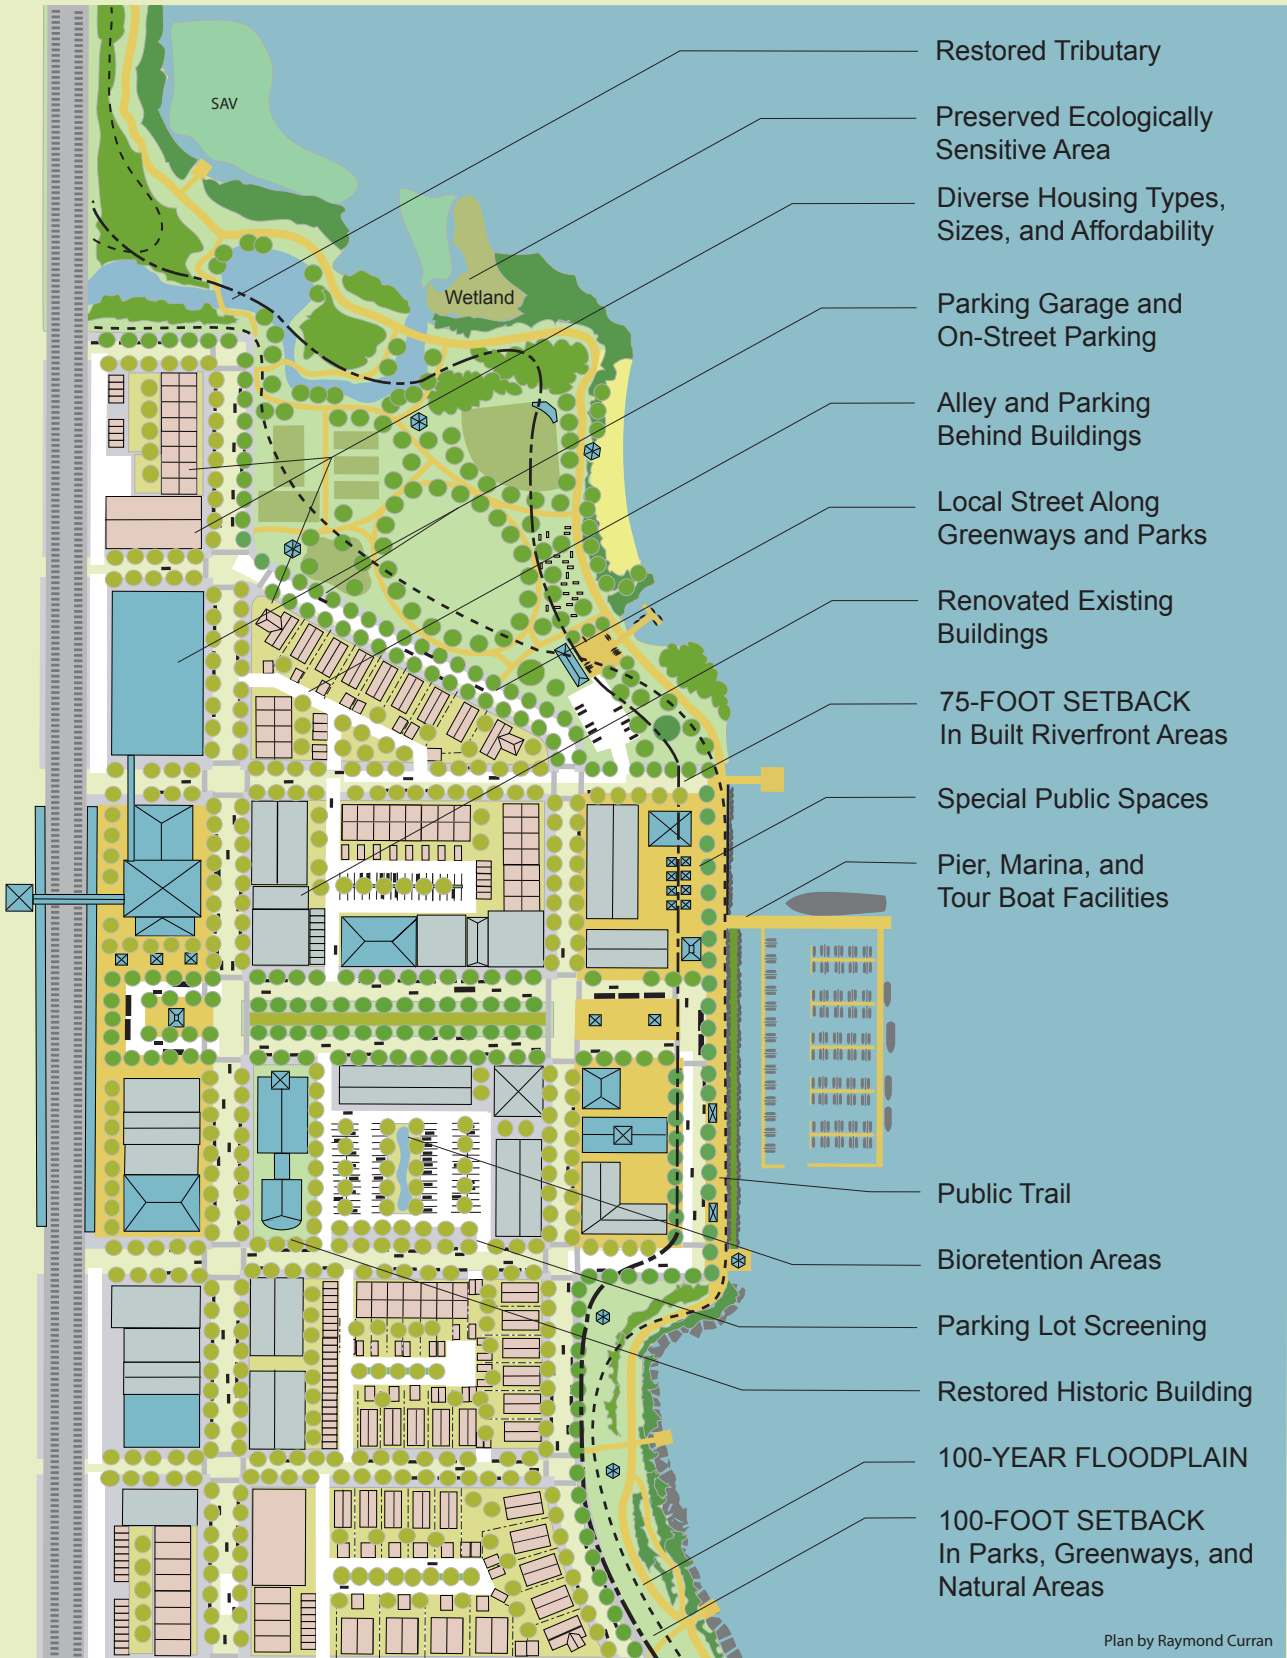 Restored Tributary
SAV
Preserved Ecologically
Sensitive Area
Diverse Housing Types,
Sizes, and Affordability
Wetland
Parking Garage and
On-Street Parking
Alley and Parking
Behind Buildings
Local Street Along
Greenways and Parks
Renovated Existing
Buildings
75-FOOT SETBACK
In Built Riverfront Areas
Special Public Spaces
Pier, Marina, and
Tour Boat Facilities
Public Trail
Bioretention Areas
Parking Lot Screening
Restored Historic Building
100-YEAR FLOODPLAIN
100-FOOT SETBACK
In Parks, Greenways, and
Natural Areas
Plan by Raymond Curran